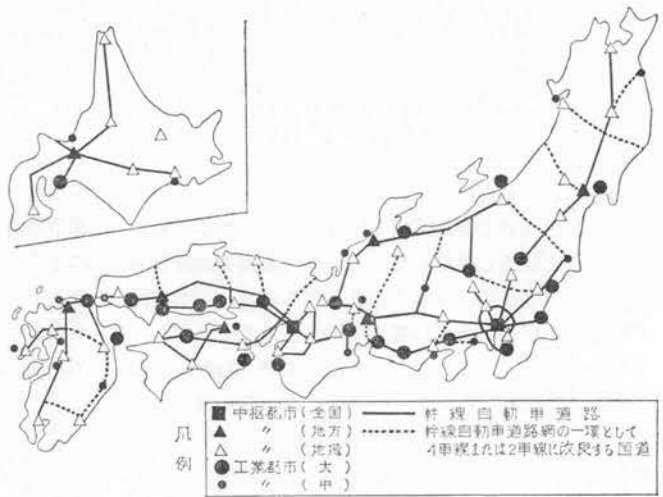 凡例
中枢都市(全国)
〃 (地方)
〃 (地域)
工業都市(大)
〃 (中)
幹線自動車道路
幹線自動車道路網の一環として
4車線または2車線に改良する国道